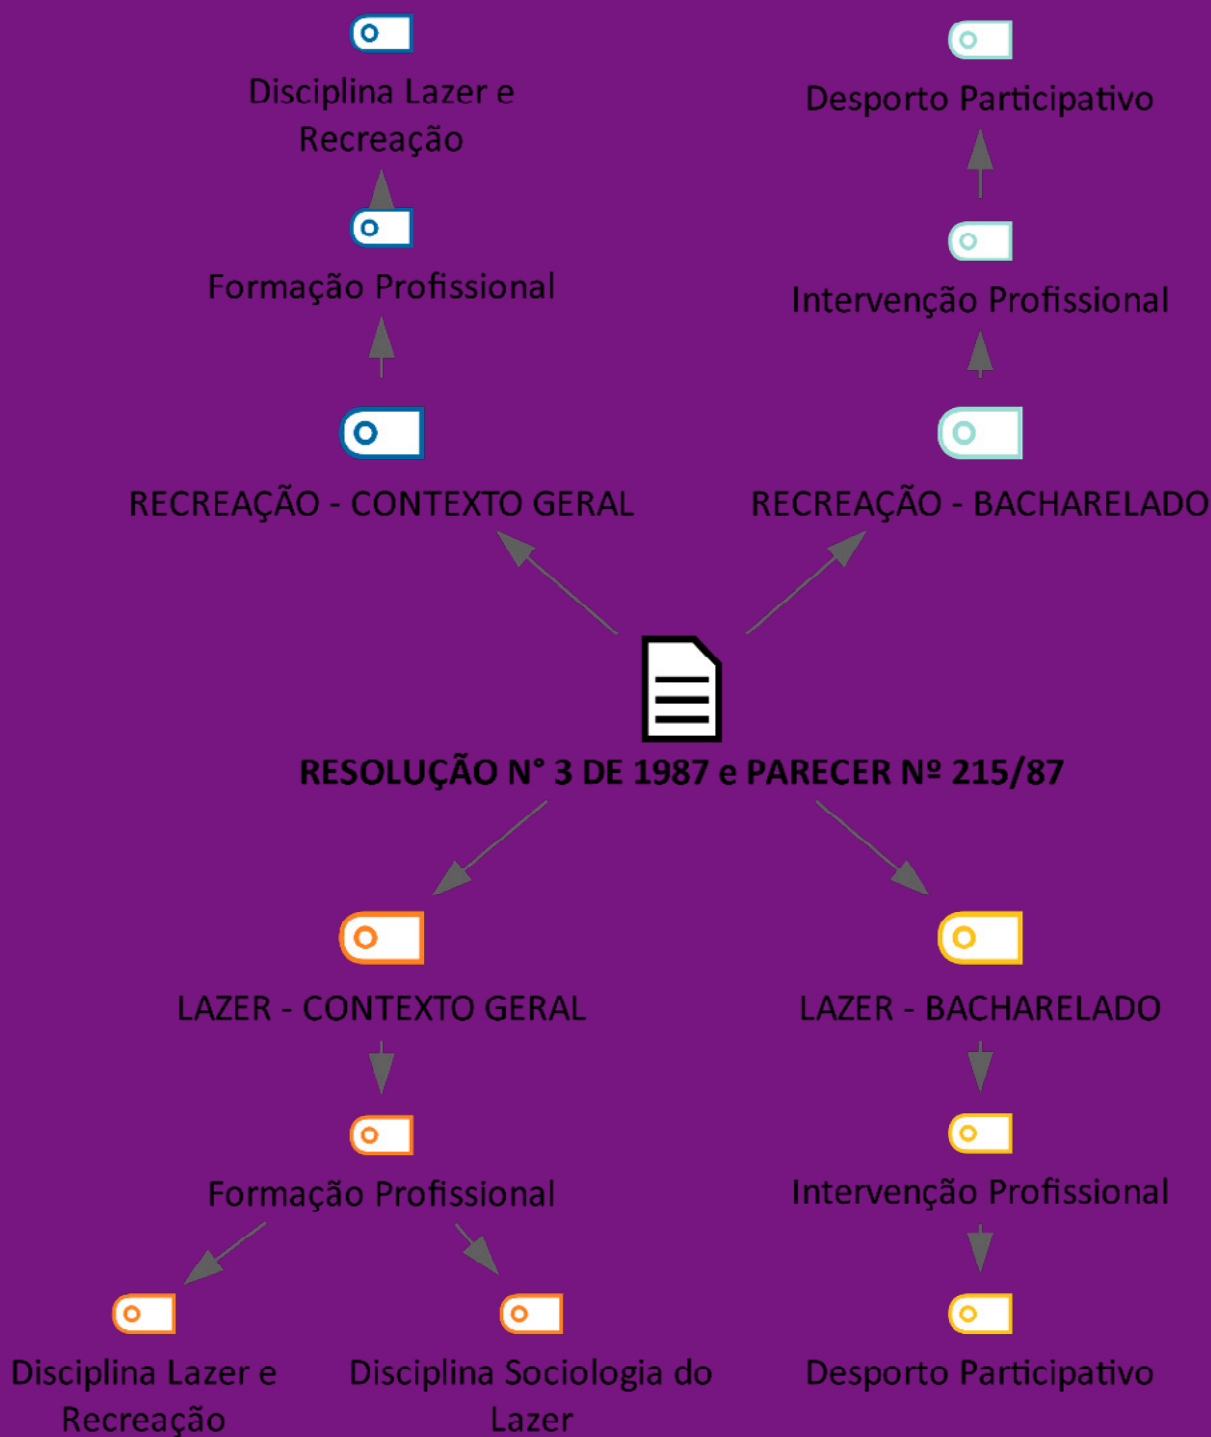 Disciplina Lazer e
Recreação
Desporto Participativo
Formação Profissional
Intervenção Profissional
RECREAÇÃO - CONTEXTO GERAL
RECREAÇÃO - BACHARELADO
RESOLUÇÃO N° 3 DE 1987 e PARECER Nº 215/87
LAZER - CONTEXTO GERAL
LAZER - BACHARELADO
Formação Profissional
Intervenção Profissional
Disciplina Lazer e
Recreação
Disciplina Sociologia do
Lazer
Desporto Participativo